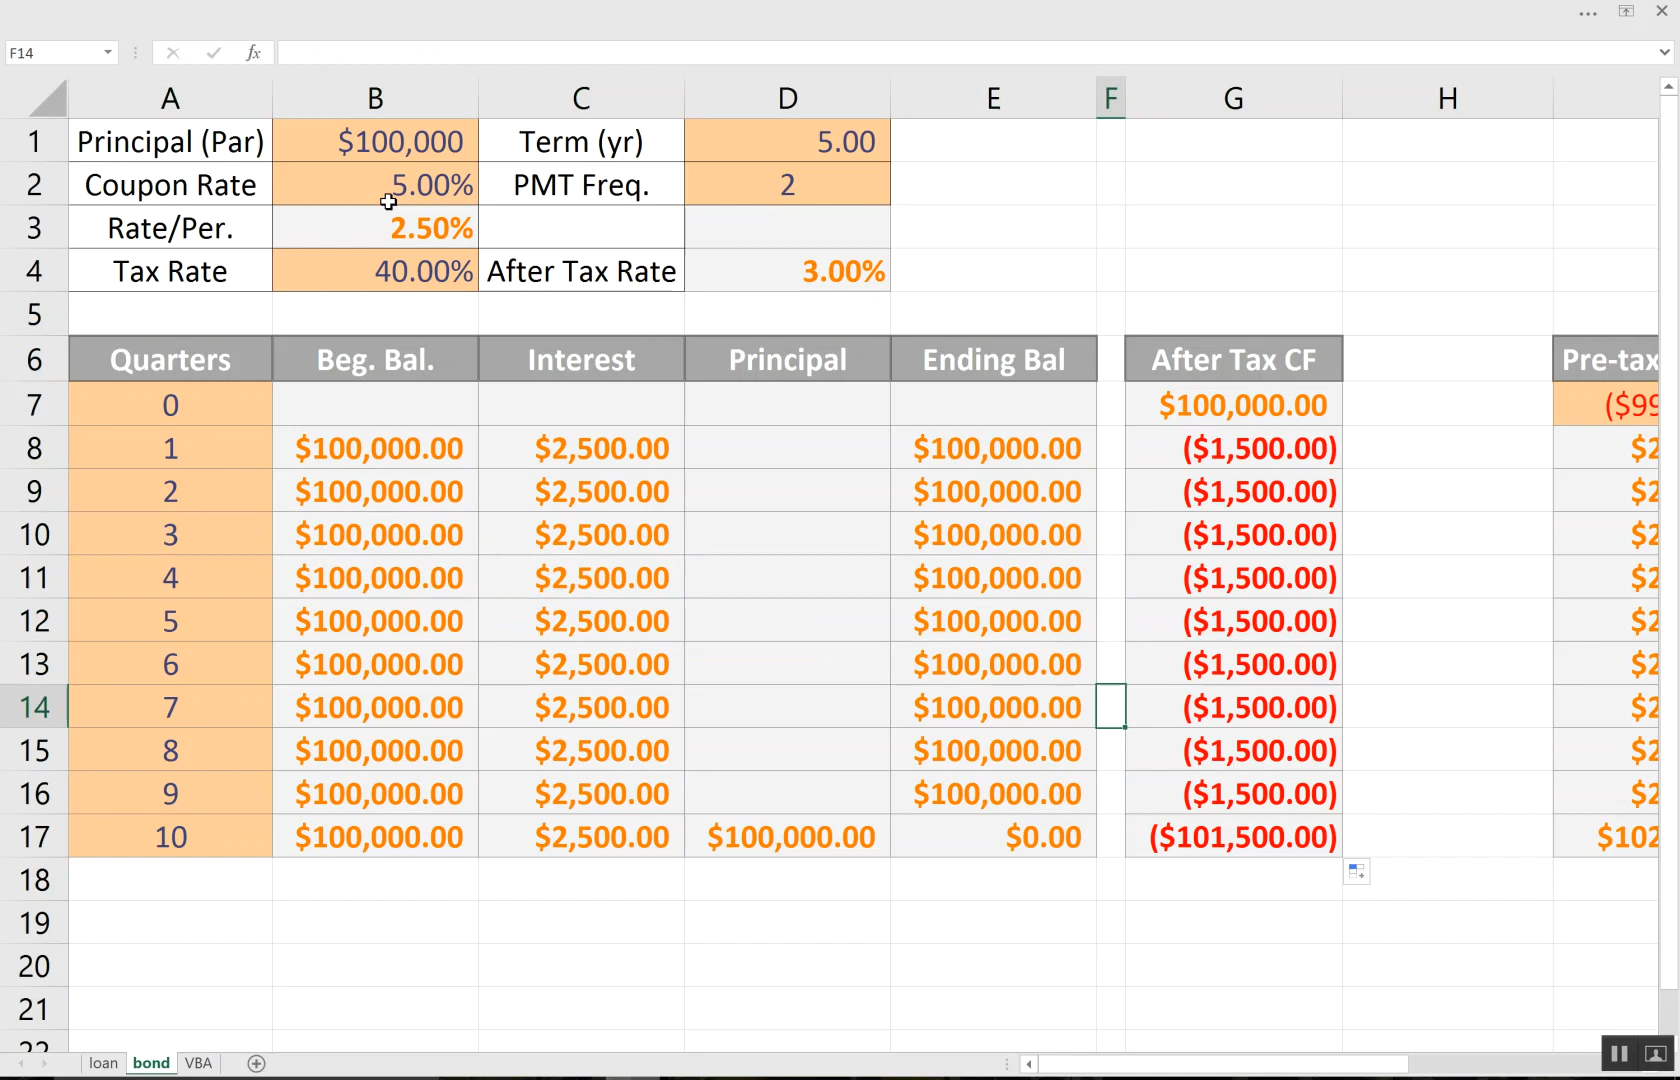 F14 fx
A B C D E F G H
1 Principal (Par) $100,000 Term (yr) 5.00
2 Coupon Rate 5.00% PMT Freq. 2
3 Rate/Per. 2.50%
4 Tax Rate 40.00% After Tax Rate 3.00%
5
6 Quarters Beg. Bal. Interest Principal Ending Bal After Tax CF Pre-tax
7 0 $100,000.00 ($99
8 1 $100,000.00 $2,500.00 $100,000.00 ($1,500.00) $2
9 2 $100,000.00 $2,500.00 $100,000.00 ($1,500.00) $2
10 3 $100,000.00 $2,500.00 $100,000.00 ($1,500.00) $2
11 4 $100,000.00 $2,500.00 $100,000.00 ($1,500.00) $2
12 5 $100,000.00 $2,500.00 $100,000.00 ($1,500.00) $2
13 6 $100,000.00 $2,500.00 $100,000.00 ($1,500.00) $2
14 7 $100,000.00 $2,500.00 $100,000.00 ($1,500.00) $2
15 8 $100,000.00 $2,500.00 $100,000.00 ($1,500.00) $2
16 9 $100,000.00 $2,500.00 $100,000.00 ($1,500.00) $2
17 10 $100,000.00 $2,500.00 $100,000.00 $0.00 ($101,500.00) $102
18
19
20
21
22
loan bond VBA